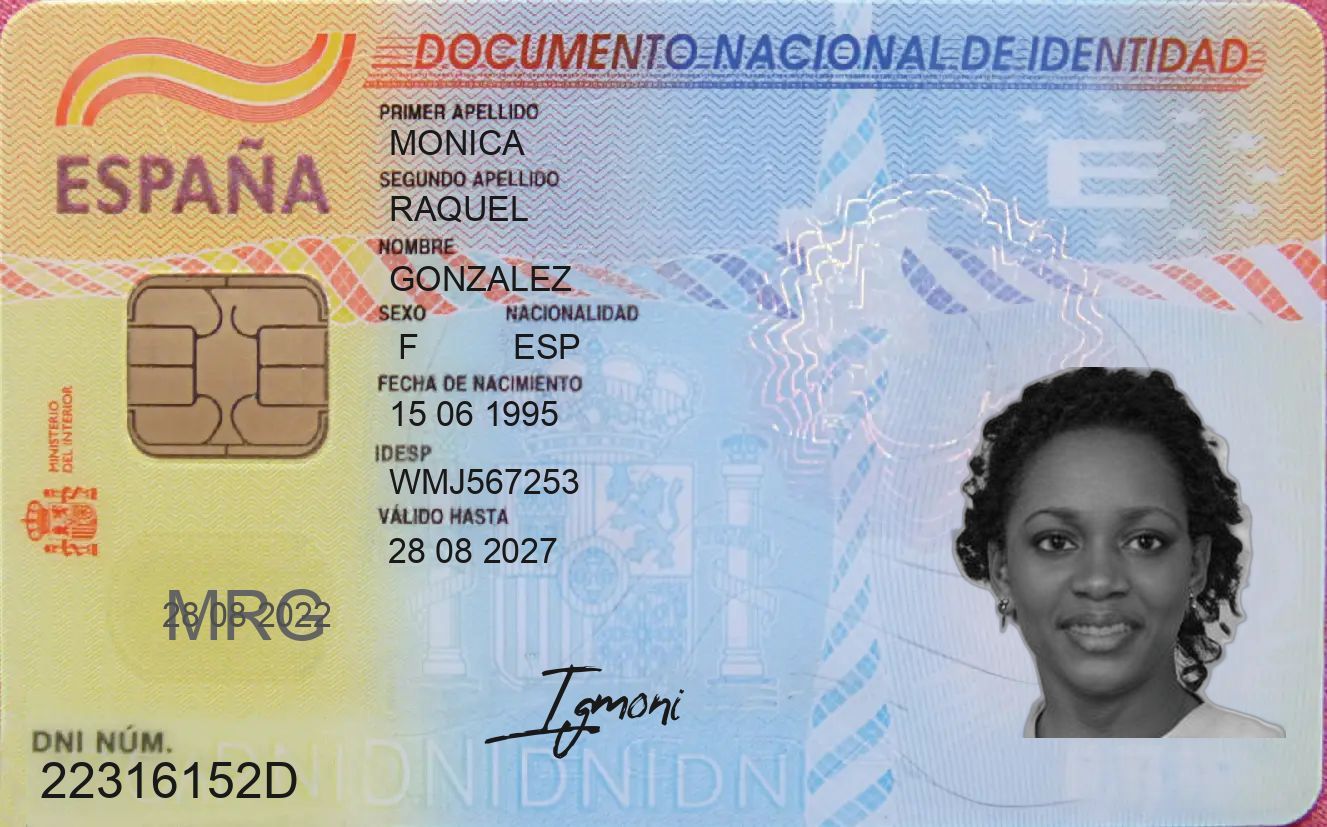 DOCUMENTO NACIONAL DE IDENTIDAD
ESPAÑA
PRIMER APELLIDO
MONICA
SEGUNDO APELLIDO
RAQUEL
NOMBRE
GONZALEZ
SEXO NACIONALIDAD
F ESP
FECHA DE NACIMIENTO
15 06 1995
IDESP
WMJ567253
VÁLIDO HASTA
28 08 2027
MINISTERIO
DEL INTERIOR
E
28 08 2022
MRG
Igmoni
DNI NÚM.
22316152D
DNIDNIDNIDNI